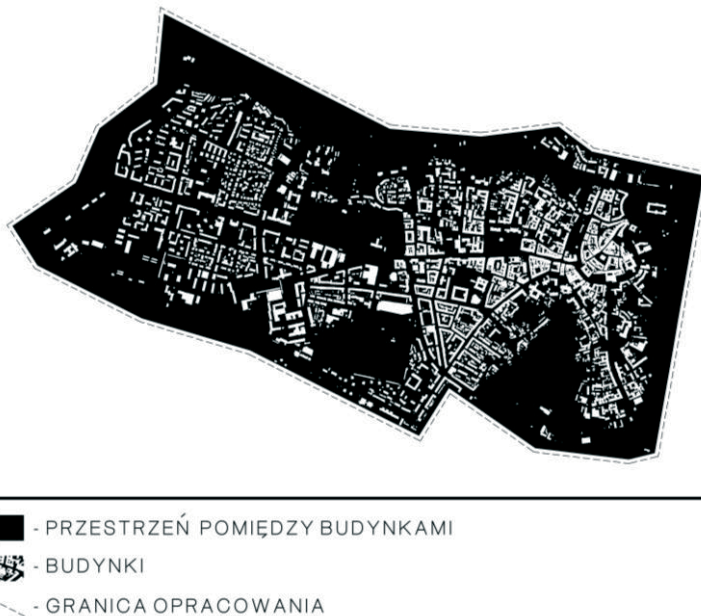 - PRZESTRZEŃ POMIĘDZY BUDYNKAMI
- BUDYNKI
- GRANICA OPRACOWANIA